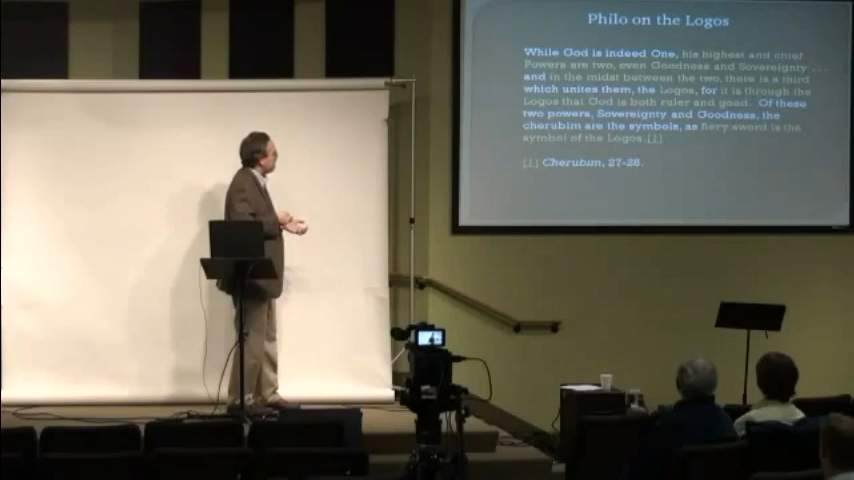 Philo on the Logos
While God is indeed One, his highest and chief
Powers are two, even Goodness and Sovereignty . . .
and in the midst between the two, there is a third
which unites them, the Logos, for it is through the
Logos that God is both ruler and good. Of these
two powers, Sovereignty and Goodness, the
cherubim are the symbols, as fiery sword is the
symbol of the Logos.[1]
[1] Cherubim, 27-28.